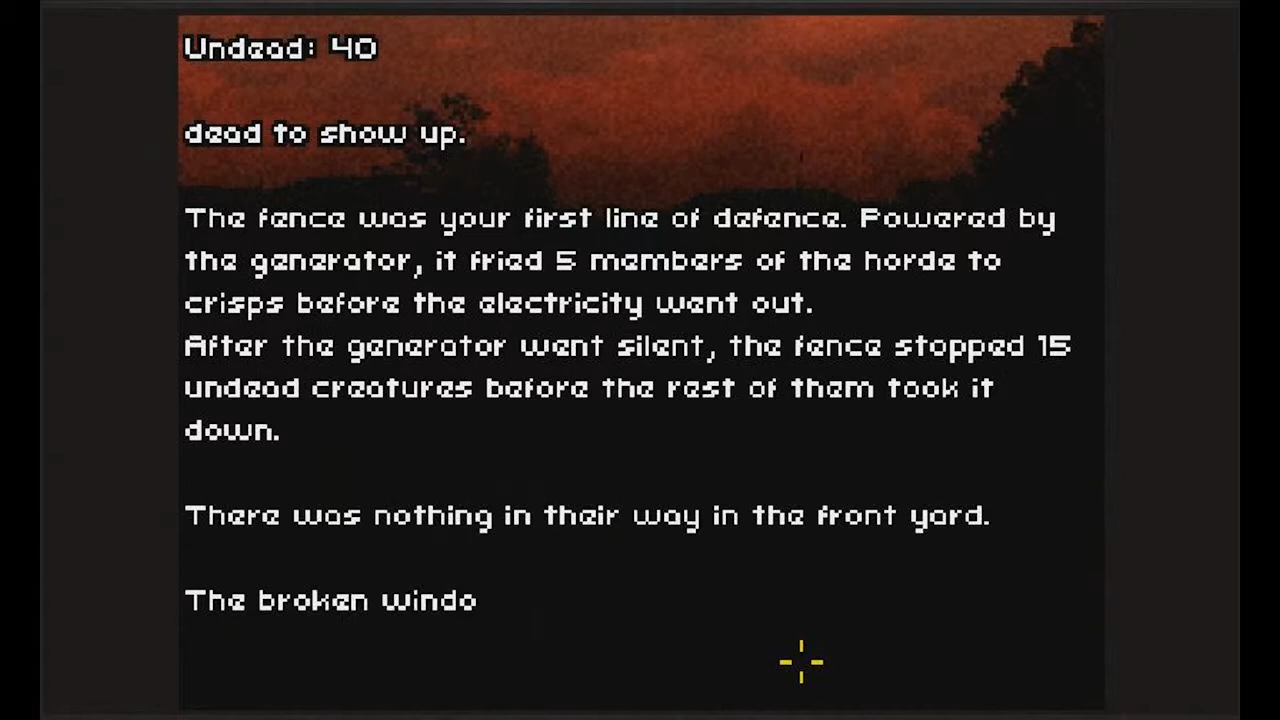 Undead: 40
dead to show up.
The fence was your first line of defence. Powered by
the generator, it fried 5 members of the horde to
crisps before the electricity went out.
After the generator went silent, the fence stopped 15
undead creatures before the rest of them took it
down.
There was nothing in their way in the front yard.
The broken windo